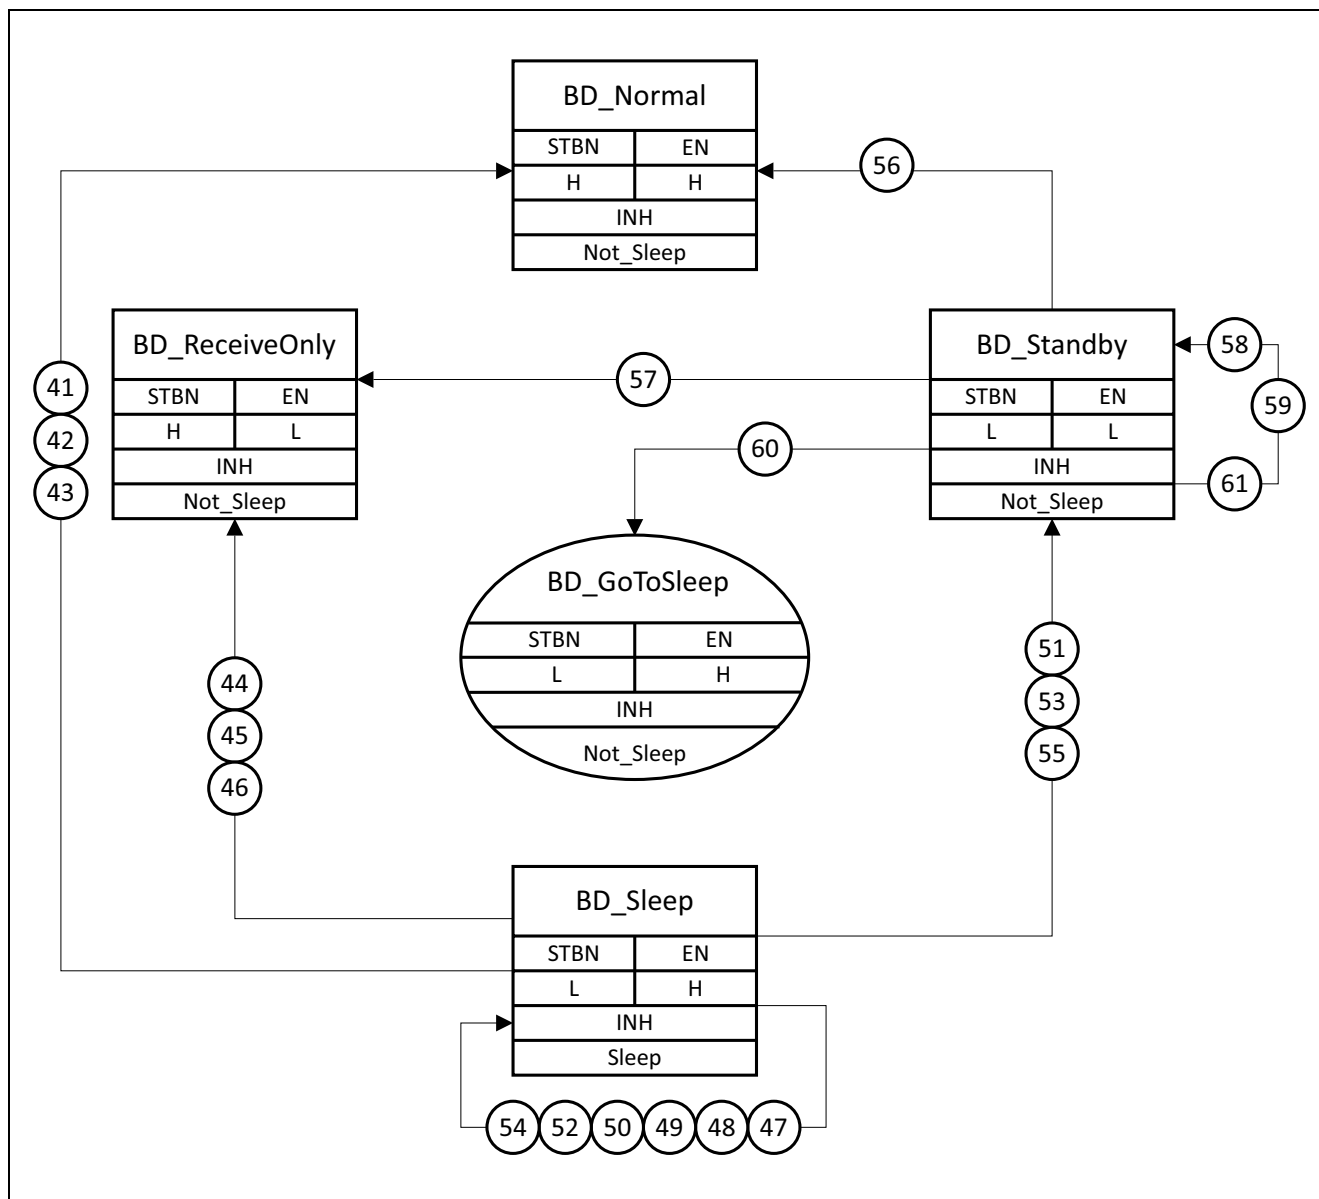 BD_Normal
STBN EN
H H
INH
Not_Sleep
56
BD_ReceiveOnly
STBN EN
H L
INH
Not_Sleep
BD_Standby
STBN EN
L L
INH
Not_Sleep
58
59
61
57
60
41
42
43
BD_GoToSleep
STBN EN
L H
INH
Not_Sleep
44
45
46
51
53
55
BD_Sleep
STBN EN
L H
INH
Sleep
54 52 50 49 48 47